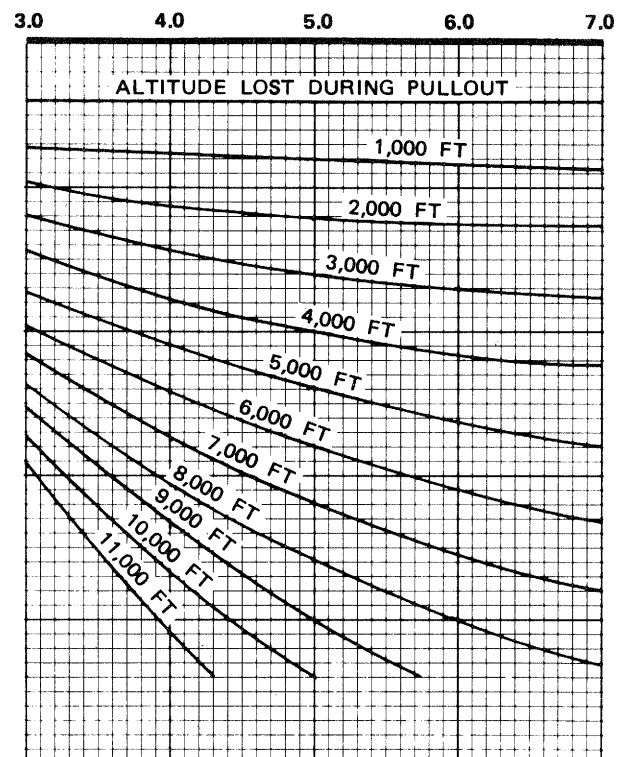 3.0 4.0 5.0 6.0 7.0
ALTITUDE LOST DURING PULLOUT
1,000 FT
2,000 FT
3,000 FT
4,000 FT
5,000 FT
6,000 FT
7,000 FT
8,000 FT
9,000 FT
10,000 FT
11,000 FT